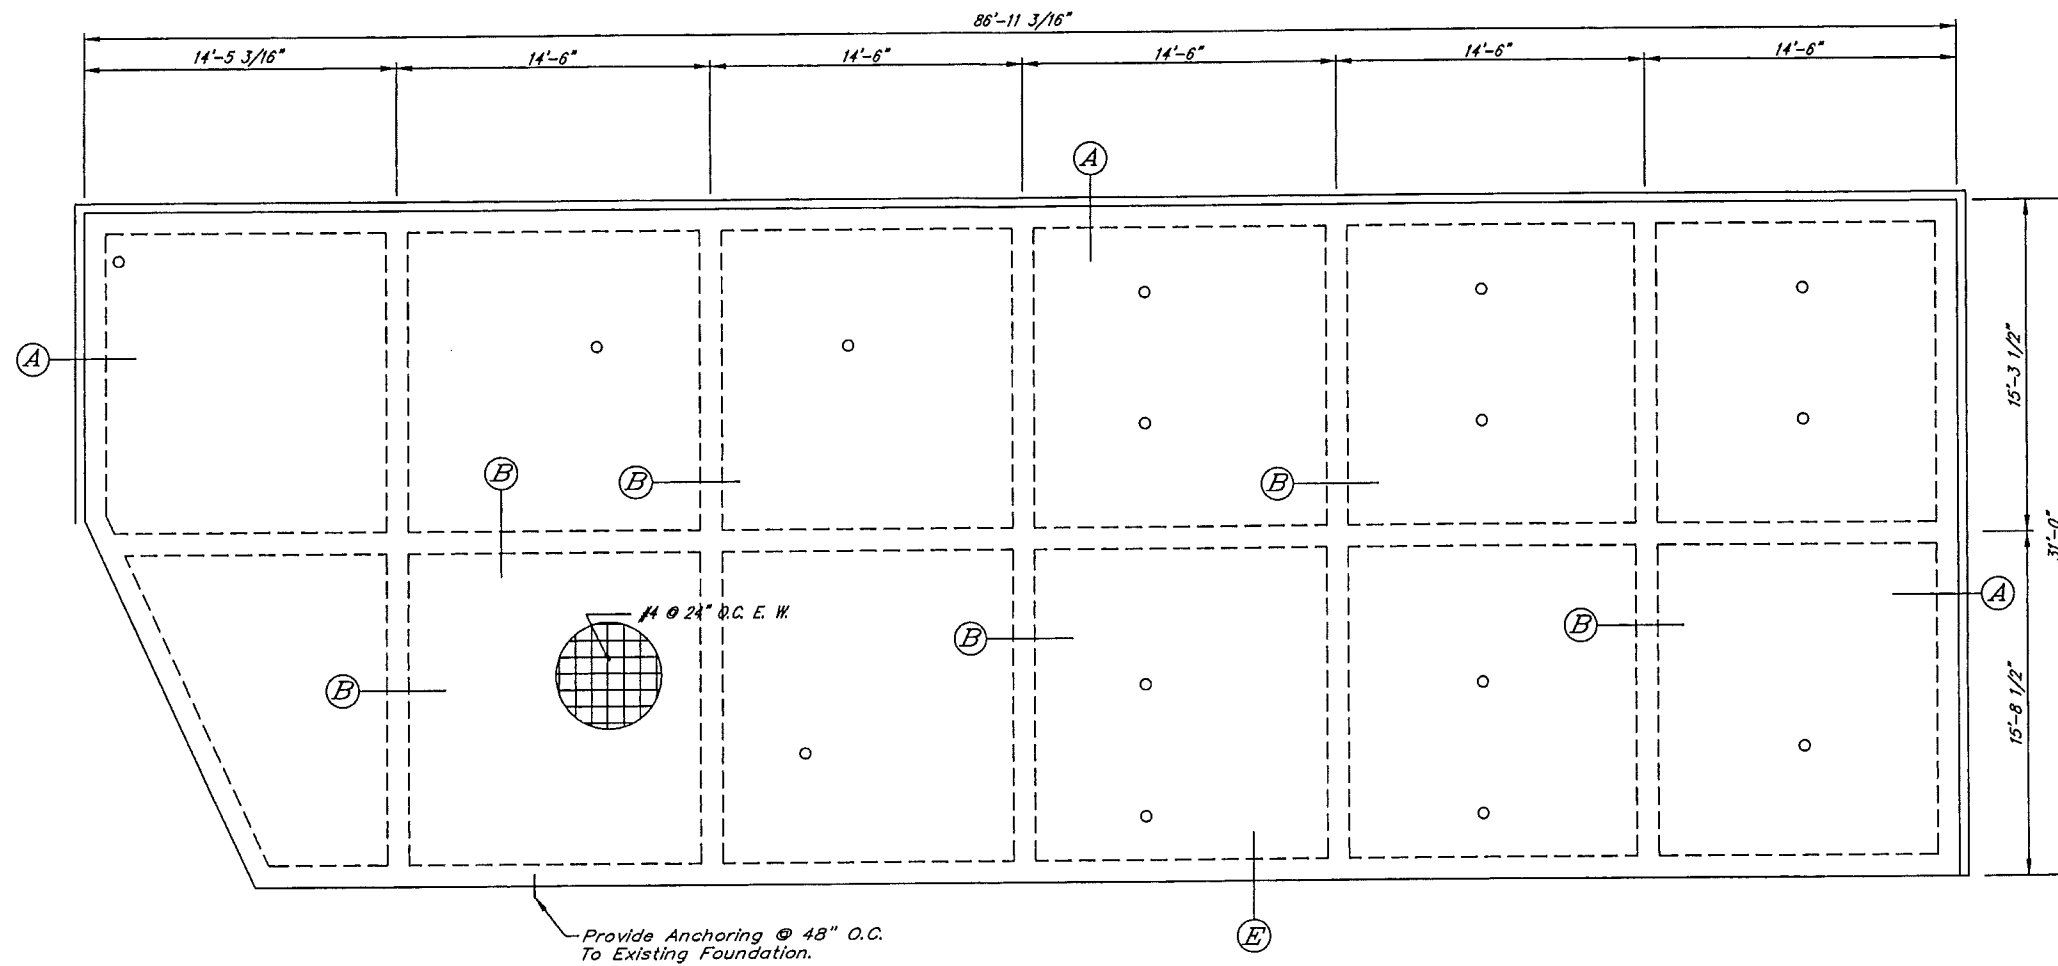 86'-11 3/16"
14'-5 3/16"
14'-6"
14'-6"
14'-6"
14'-6"
14'-6"
A
A
15'-3 1/2"
B
B
B
31'-0"
A
#4 @ 24" O.C. E. W.
B
B
B
15'-8 1/2"
E
Provide Anchoring @ 48" O.C.
To Existing Foundation.